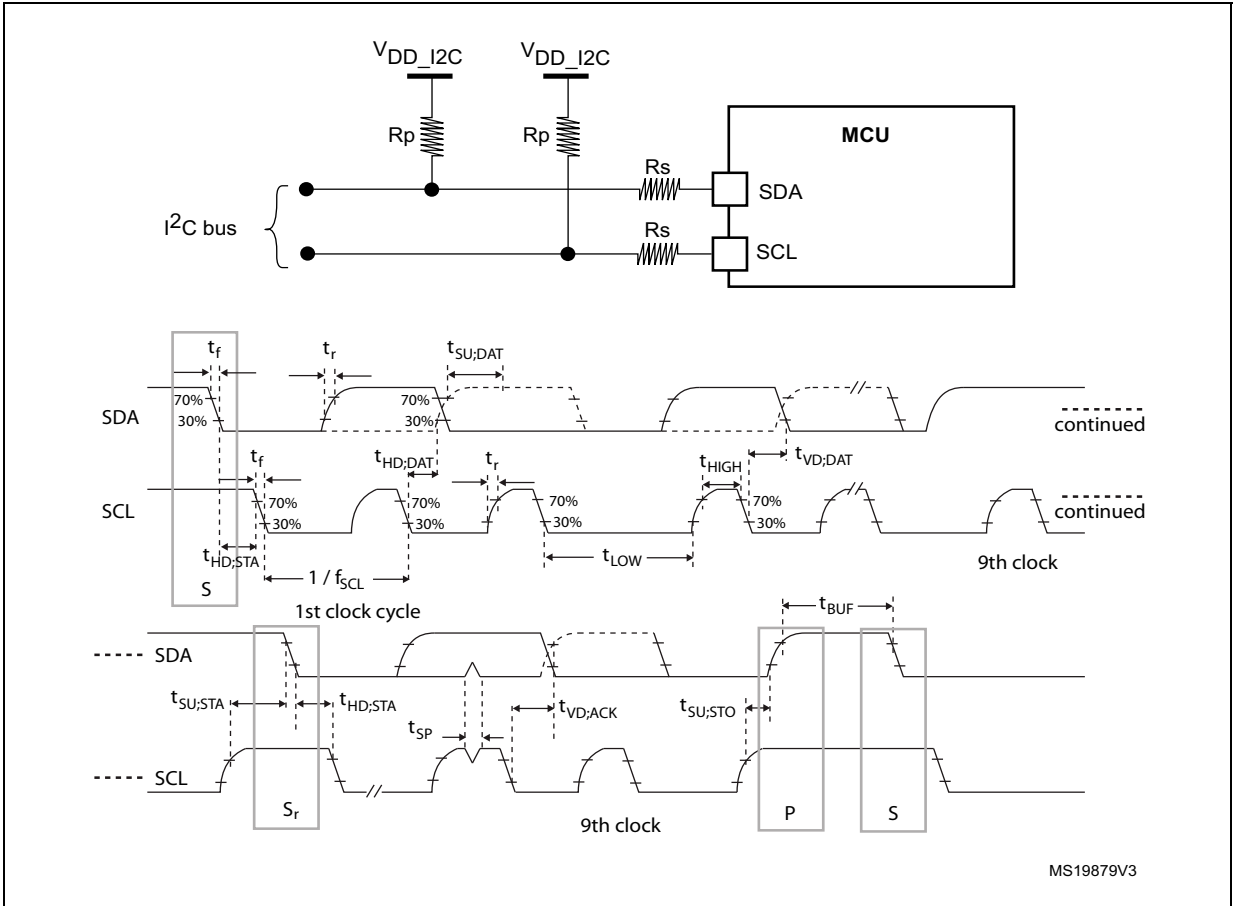 VDD_I2C VDD_I2C
Rp Rp
MCU
Rs
SDA
I2C bus
Rs
SCL
tf tr tSU;DAT
70% 70%
SDA
30% 30%
continued
tf tHD;DAT tr tHIGH tVD;DAT
70% 70% 70% 70%
SCL
30% 30% 30% 30%
continued
tHD;STA tLOW 9th clock
S 1 / fSCL
1st clock cycle
tBUF
SDA
tSU;STA tHD;STA tSP tVD;ACK tSU;STO
SCL
Sr 9th clock P S
MS19879V3